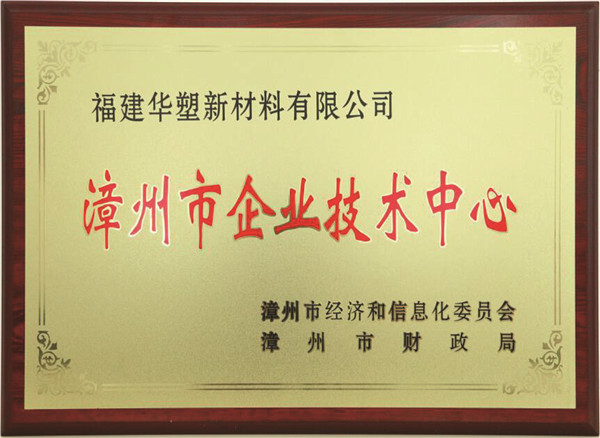 福建华塑新材料有限公司
漳州市企业技术中心
漳州市经济和信息化委员会
漳州市财政局